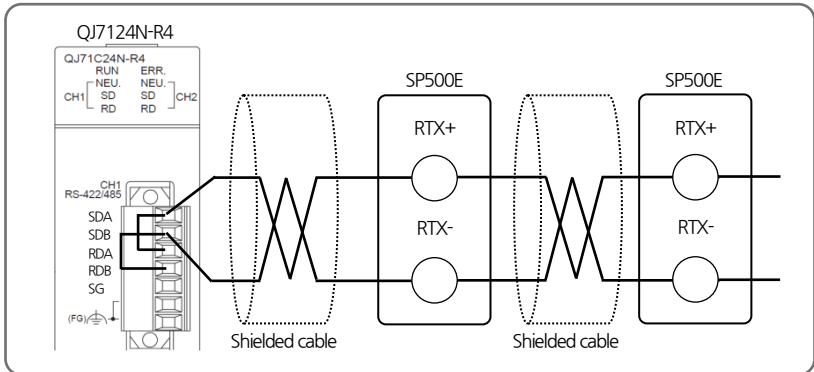 QJ7124N-R4
QJ71C24N-R4
RUN ERR.
NEU. NEU.
CH1 SD SD CH2
RD RD
SP500E SP500E
RTX+ RTX+
CH1
RS-422/485
SDA
SDB
RTX- RTX-
RDA
RDB
SG
(FG)
Shielded cable Shielded cable